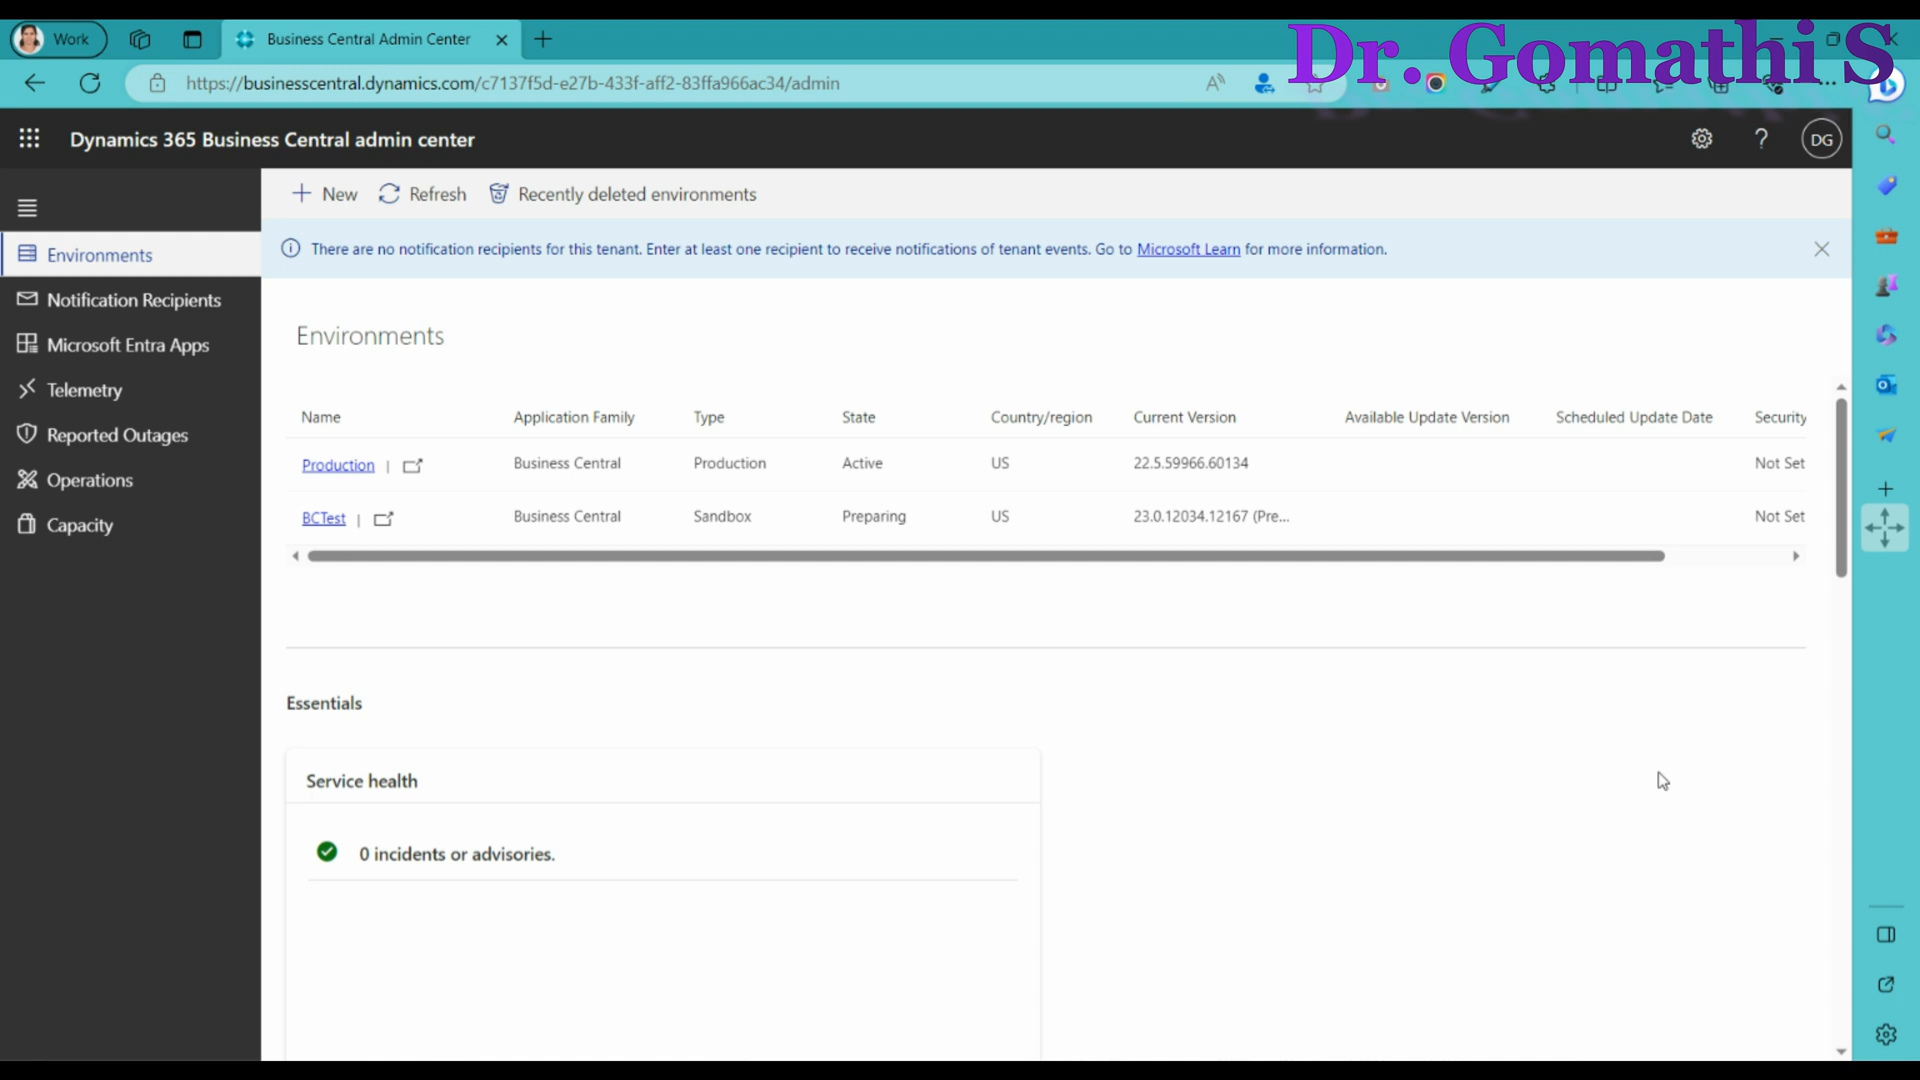 Work
Business Central Admin Center
Dr. Gomathi S
https://businesscentral.dynamics.com/c7137f5d-e27b-433f-aff2-83ffa966ac34/admin
Dynamics 365 Business Central admin center
DG
New Refresh Recently deleted environments
There are no notification recipients for this tenant. Enter at least one recipient to receive notifications of tenant events. Go to Microsoft Learn for more information.
Environments
Notification Recipients
Microsoft Entra Apps
Telemetry
Reported Outages
Operations
Capacity
Environments
Name Application Family Type State Country/region Current Version Available Update Version Scheduled Update Date Security
Production | Business Central Production Active US 22.5.59966.60134 Not Set
BCTest | Business Central Sandbox Preparing US 23.0.12034.12167 (Pre... Not Set
Essentials
Service health
0 incidents or advisories.